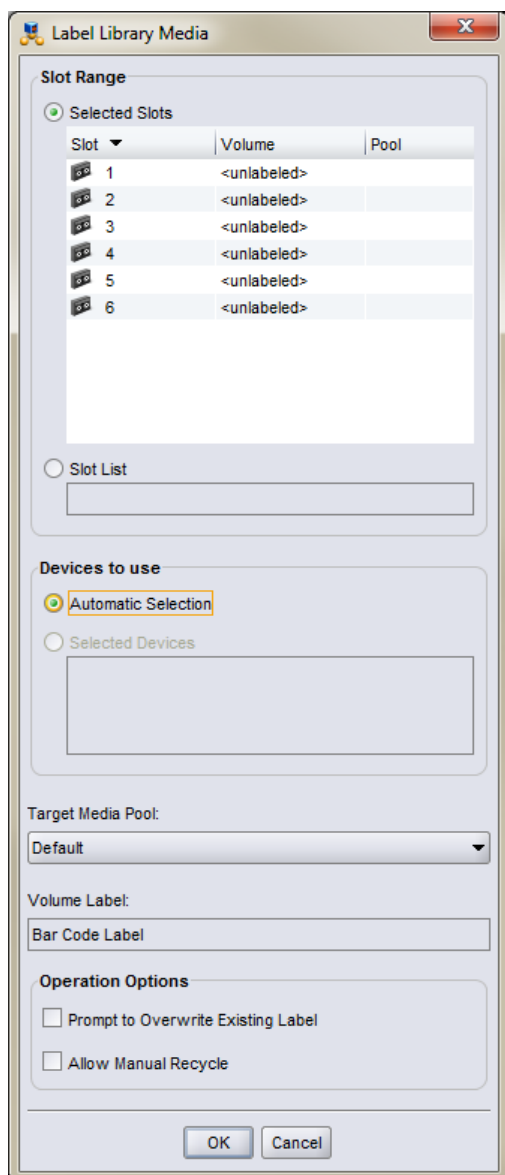 Label Library Media
Slot Range
Selected Slots
Slot Volume Pool
1 <unlabeled>
2 <unlabeled>
3 <unlabeled>
4 <unlabeled>
5 <unlabeled>
6 <unlabeled>
Slot List
Devices to use
Automatic Selection
Selected Devices
Target Media Pool:
Default
Volume Label:
Bar Code Label
Operation Options
Prompt to Overwrite Existing Label
Allow Manual Recycle
OK Cancel